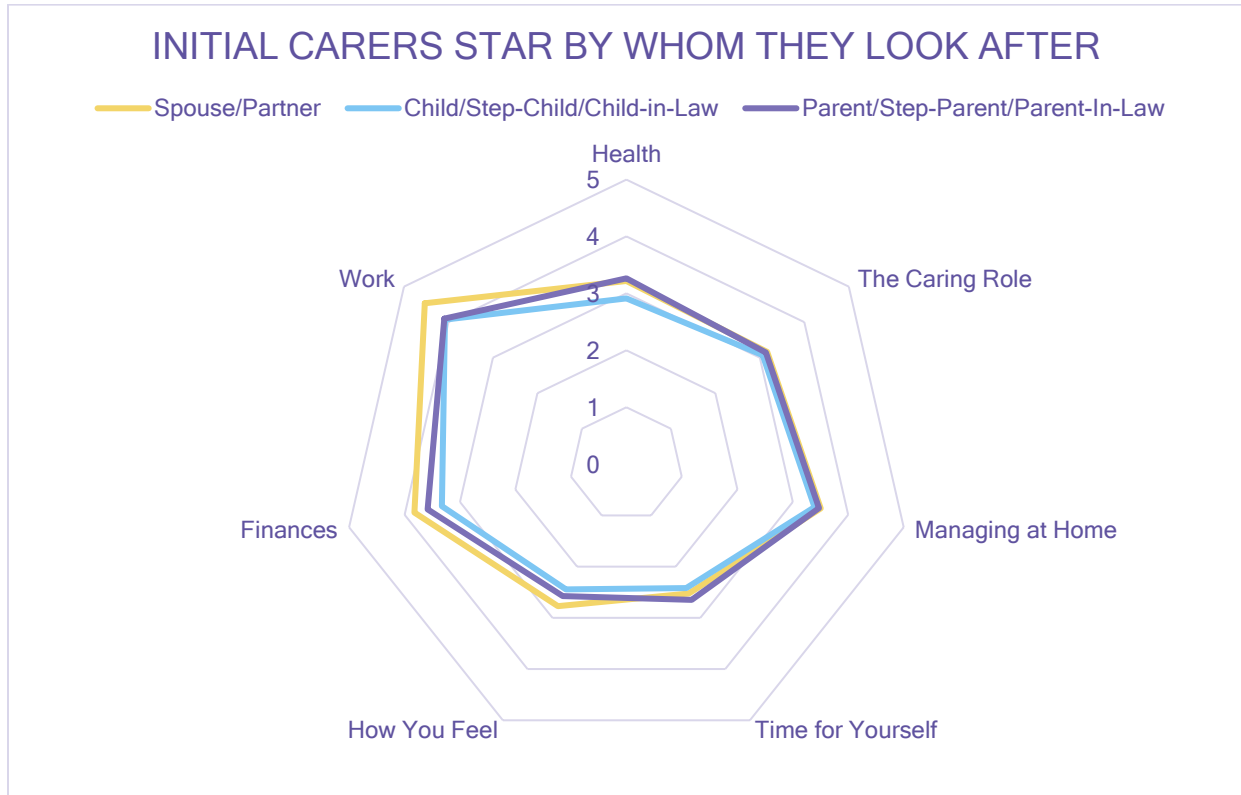 INITIAL CARERS STAR BY WHOM THEY LOOK AFTER
Spouse/Partner Child/Step-Child/Child-in-Law Parent/Step-Parent/Parent-In-Law
Health
5
4
Work The Caring Role
3
2
1
0
Finances Managing at Home
How You Feel Time for Yourself